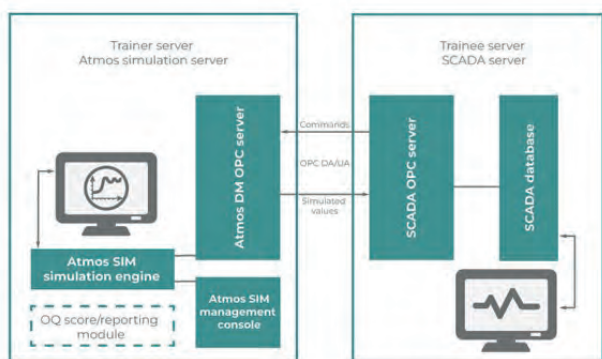 Trainer server
Atmos simulation server
Atmos DM OPC server
Atmos SIM
simulation engine
OQ score/reporting
module
Atmos SIM
management
console
Commands
OPC DA/UA
Simulated
values
Trainee server
SCADA server
SCADA OPC server
SCADA database